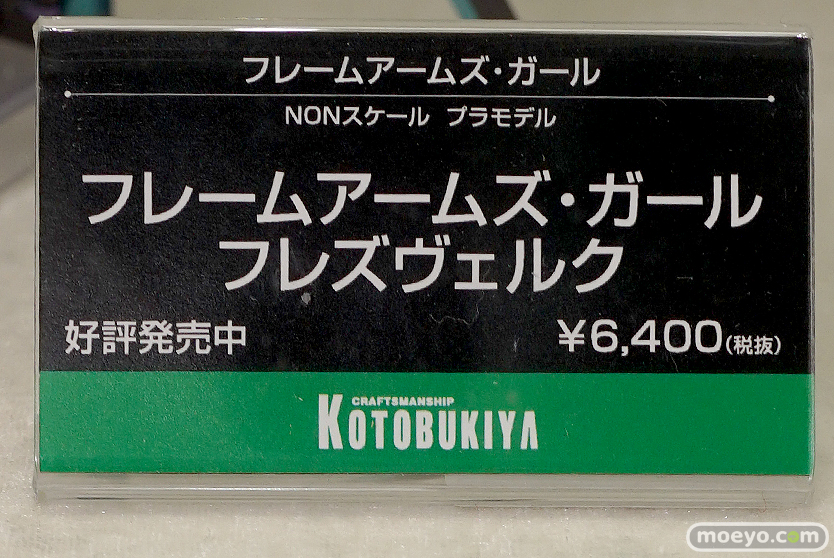 フレームアームズ・ガール
NONスケール プラモデル
フレームアームズ・ガール
フレズヴェルク
好評発売中 ¥6,400(税抜)
CRAFTSMANSHIP
KOTOBUKIYA
moeyo.com